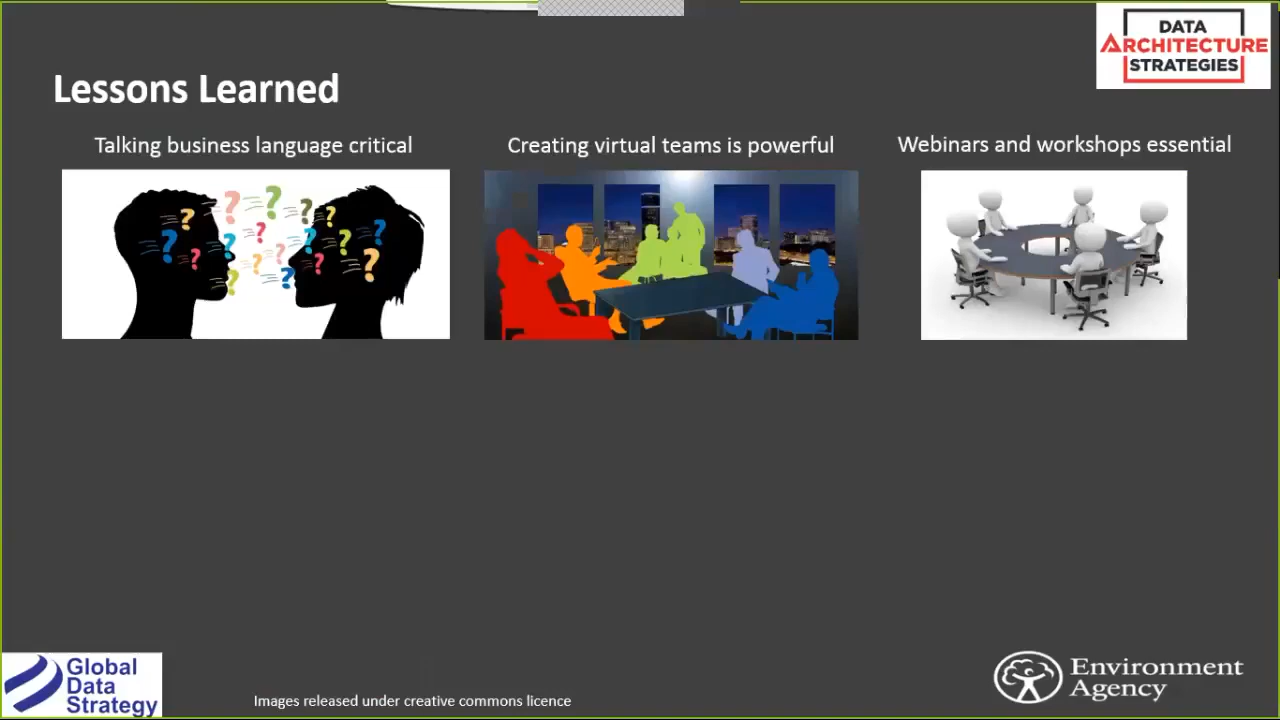 DATA
ARCHITECTURE
STRATEGIES
Lessons Learned
Talking business language critical
Creating virtual teams is powerful
Webinars and workshops essential
? ? ? ? ? ? ? ? ? ? ? ? ? ? ? ? ? ? ?
Global
Data
Strategy
Images released under creative commons licence
Environment
Agency